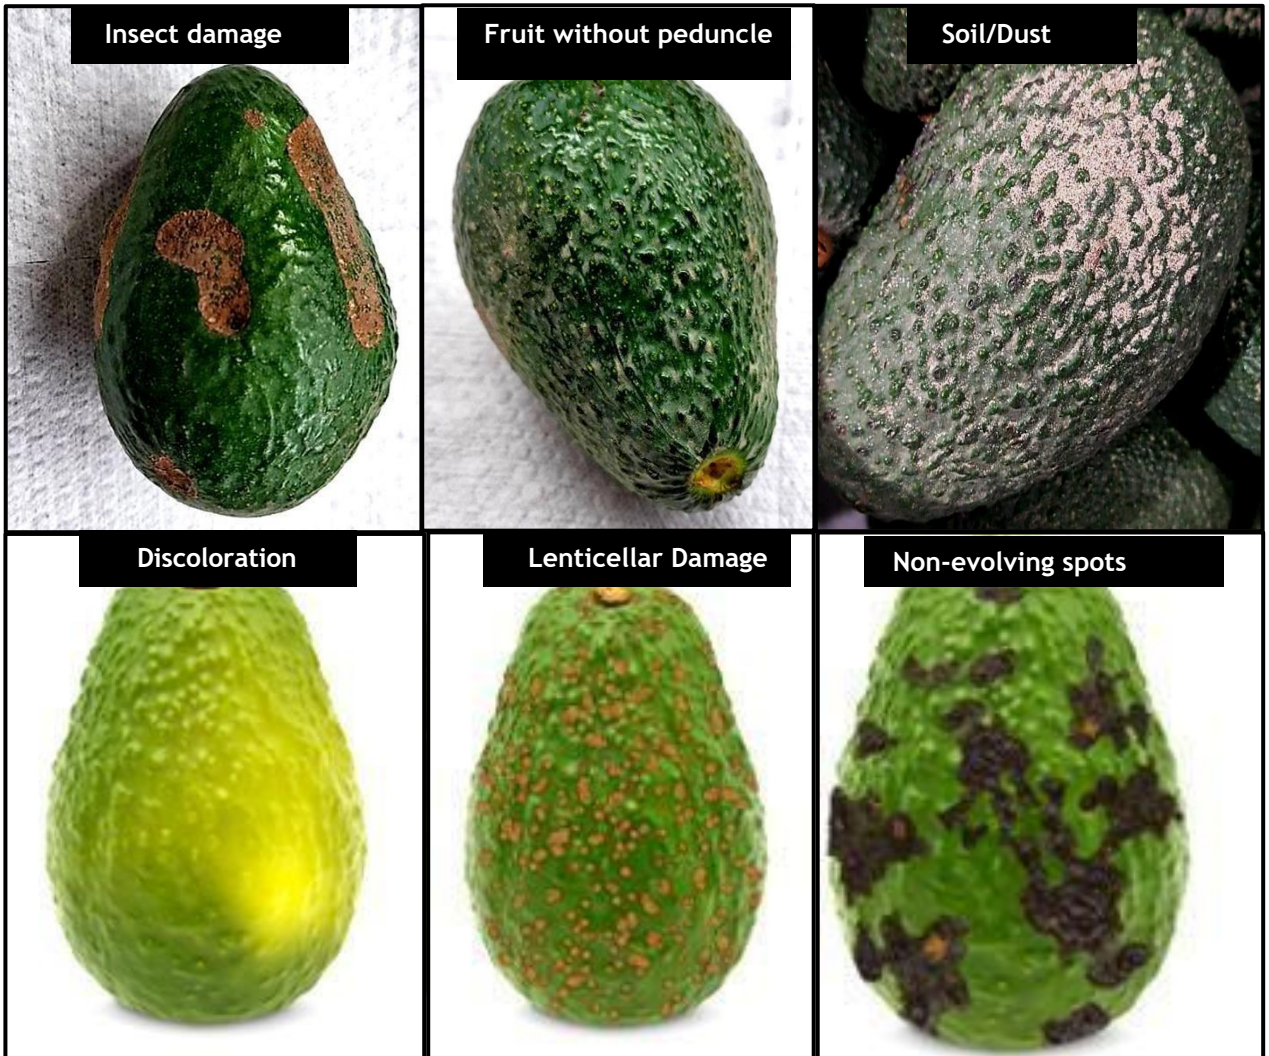 Insect damage
Fruit without peduncle
Soil/Dust
Discoloration
Lenticellar Damage
Non-evolving spots